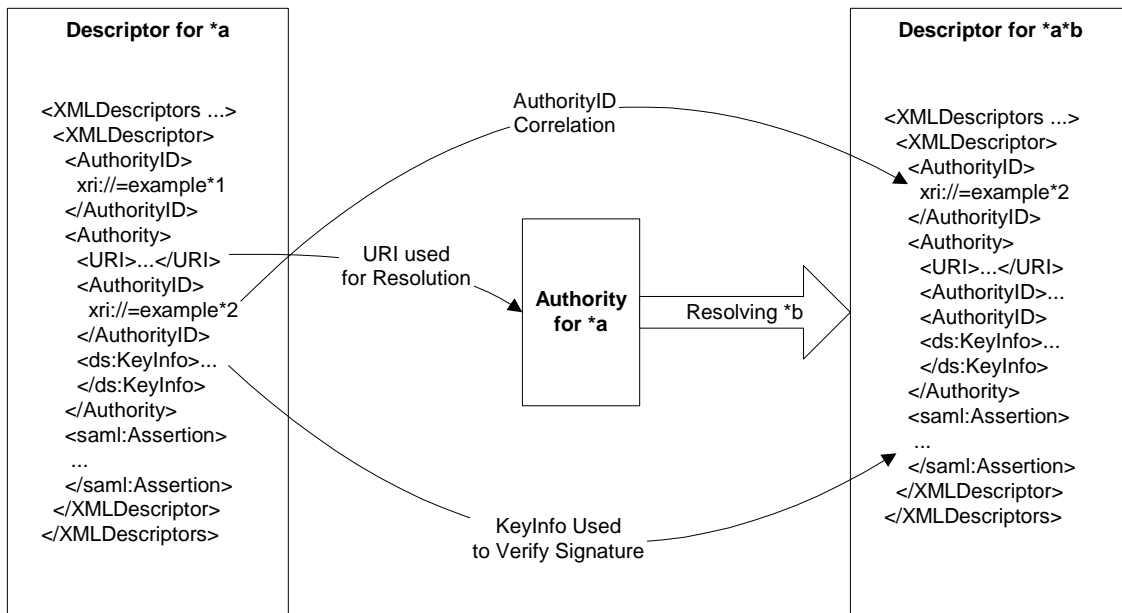 Descriptor for *a
<XMLDescriptors ...>
<XMLDescriptor>
<AuthorityID>
xri://=example*1
</AuthorityID>
<Authority>
<URI>...</URI>
<AuthorityID>
xri://=example*2
</AuthorityID>
<ds:KeyInfo>...
</ds:KeyInfo>
</Authority>
<saml:Assertion>
...
</saml:Assertion>
</XMLDescriptor>
</XMLDescriptors>
AuthorityID
Correlation
URI used
for Resolution
Authority
for *a
Resolving *b
KeyInfo Used
to Verify Signature
Descriptor for *a*b
<XMLDescriptors ...>
<XMLDescriptor>
<AuthorityID>
xri://=example*2
</AuthorityID>
<Authority>
<URI>...</URI>
<AuthorityID>...
<AuthorityID>
<ds:KeyInfo>...
</ds:KeyInfo>
</Authority>
<saml:Assertion>
...
</saml:Assertion>
</XMLDescriptor>
</XMLDescriptors>